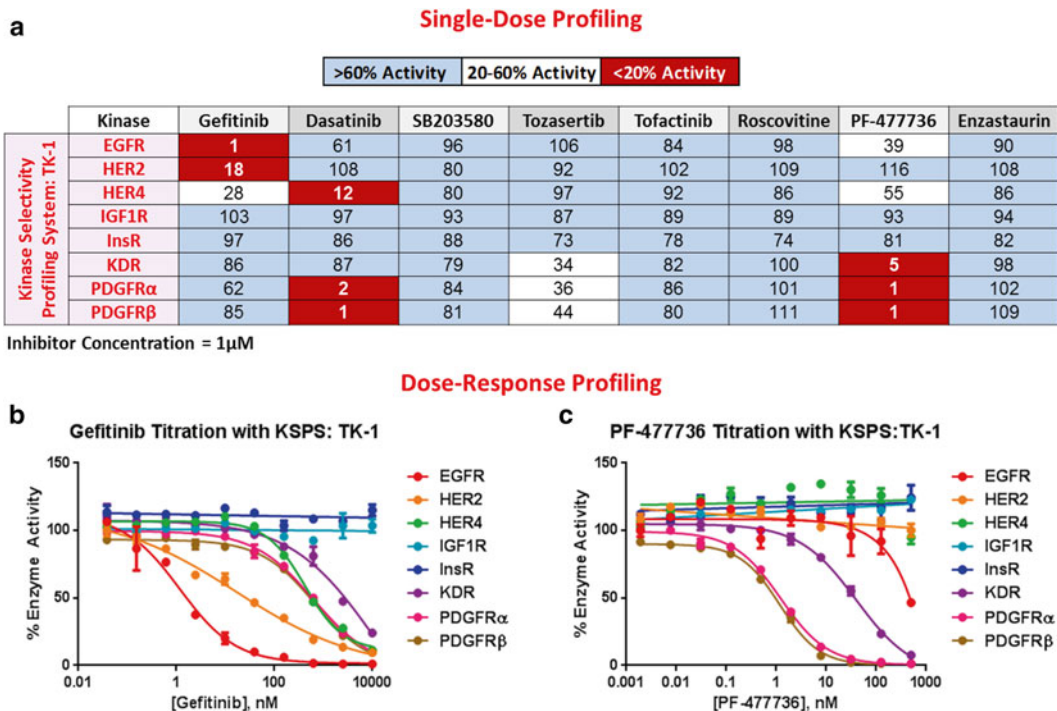 a
Single-Dose Profiling
>60% Activity 20-60% Activity <20% Activity
Kinase Selectivity
Profiling System: TK-1
Kinase Gefitinib Dasatinib SB203580 Tozasertib Tofactinib Roscovitine PF-477736 Enzastaurin
EGFR 1 61 96 106 84 98 39 90
HER2 18 108 80 92 102 109 116 108
HER4 28 12 80 97 92 86 55 86
IGF1R 103 97 93 87 89 89 93 94
InsR 97 86 88 73 78 74 81 82
KDR 86 87 79 34 82 100 5 98
PDGFRα 62 2 84 36 86 101 1 102
PDGFRβ 85 1 81 44 80 111 1 109
Inhibitor Concentration = 1µM
Dose-Response Profiling
b
Gefitinib Titration with KSPS: TK-1
% Enzyme Activity
150
100
50
0
0.01 1 100 10000
[Gefitinib], nM
EGFR
HER2
HER4
IGF1R
InsR
KDR
PDGFRα
PDGFRβ
c
PF-477736 Titration with KSPS:TK-1
% Enzyme Activity
150
100
50
0
0.001 0.1 10 100 1000
[PF-477736], nM
EGFR
HER2
HER4
IGF1R
InsR
KDR
PDGFRα
PDGFRβ